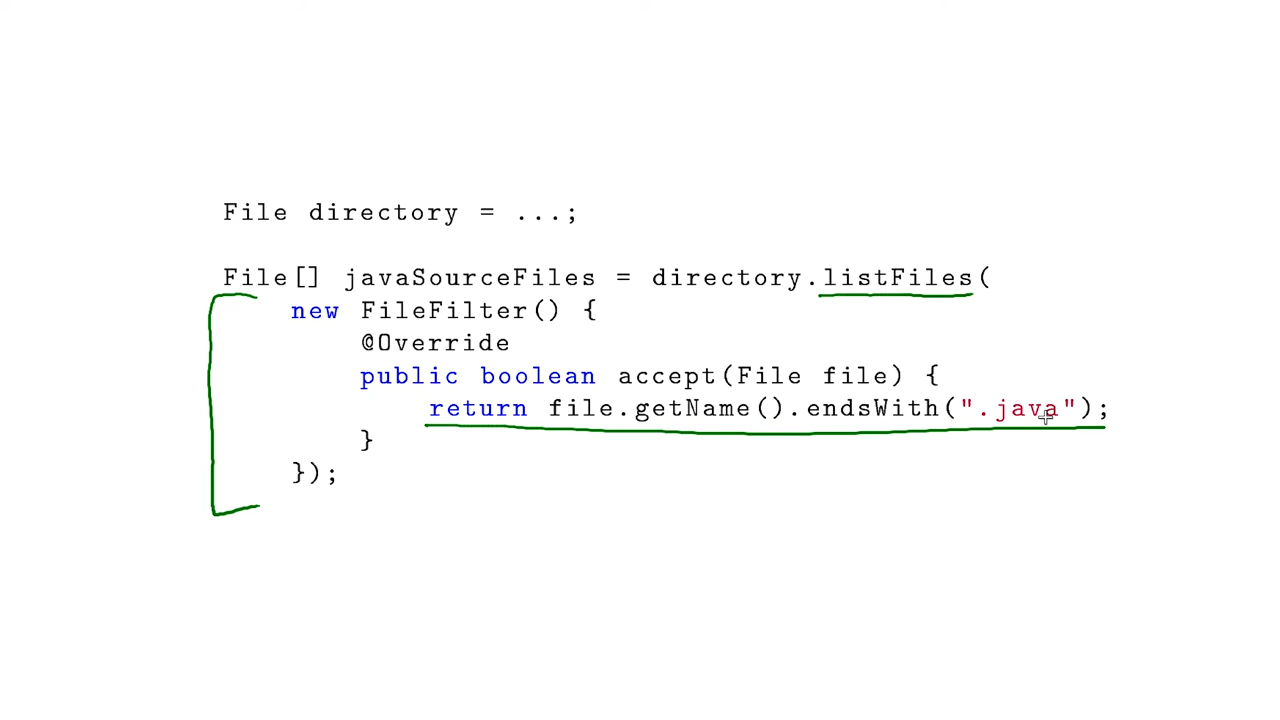 File directory = ...;
File[] javaSourceFiles = directory.listFiles(
new FileFilter() {
@Override
public boolean accept(File file) {
return file.getName().endsWith(".java");
}
});